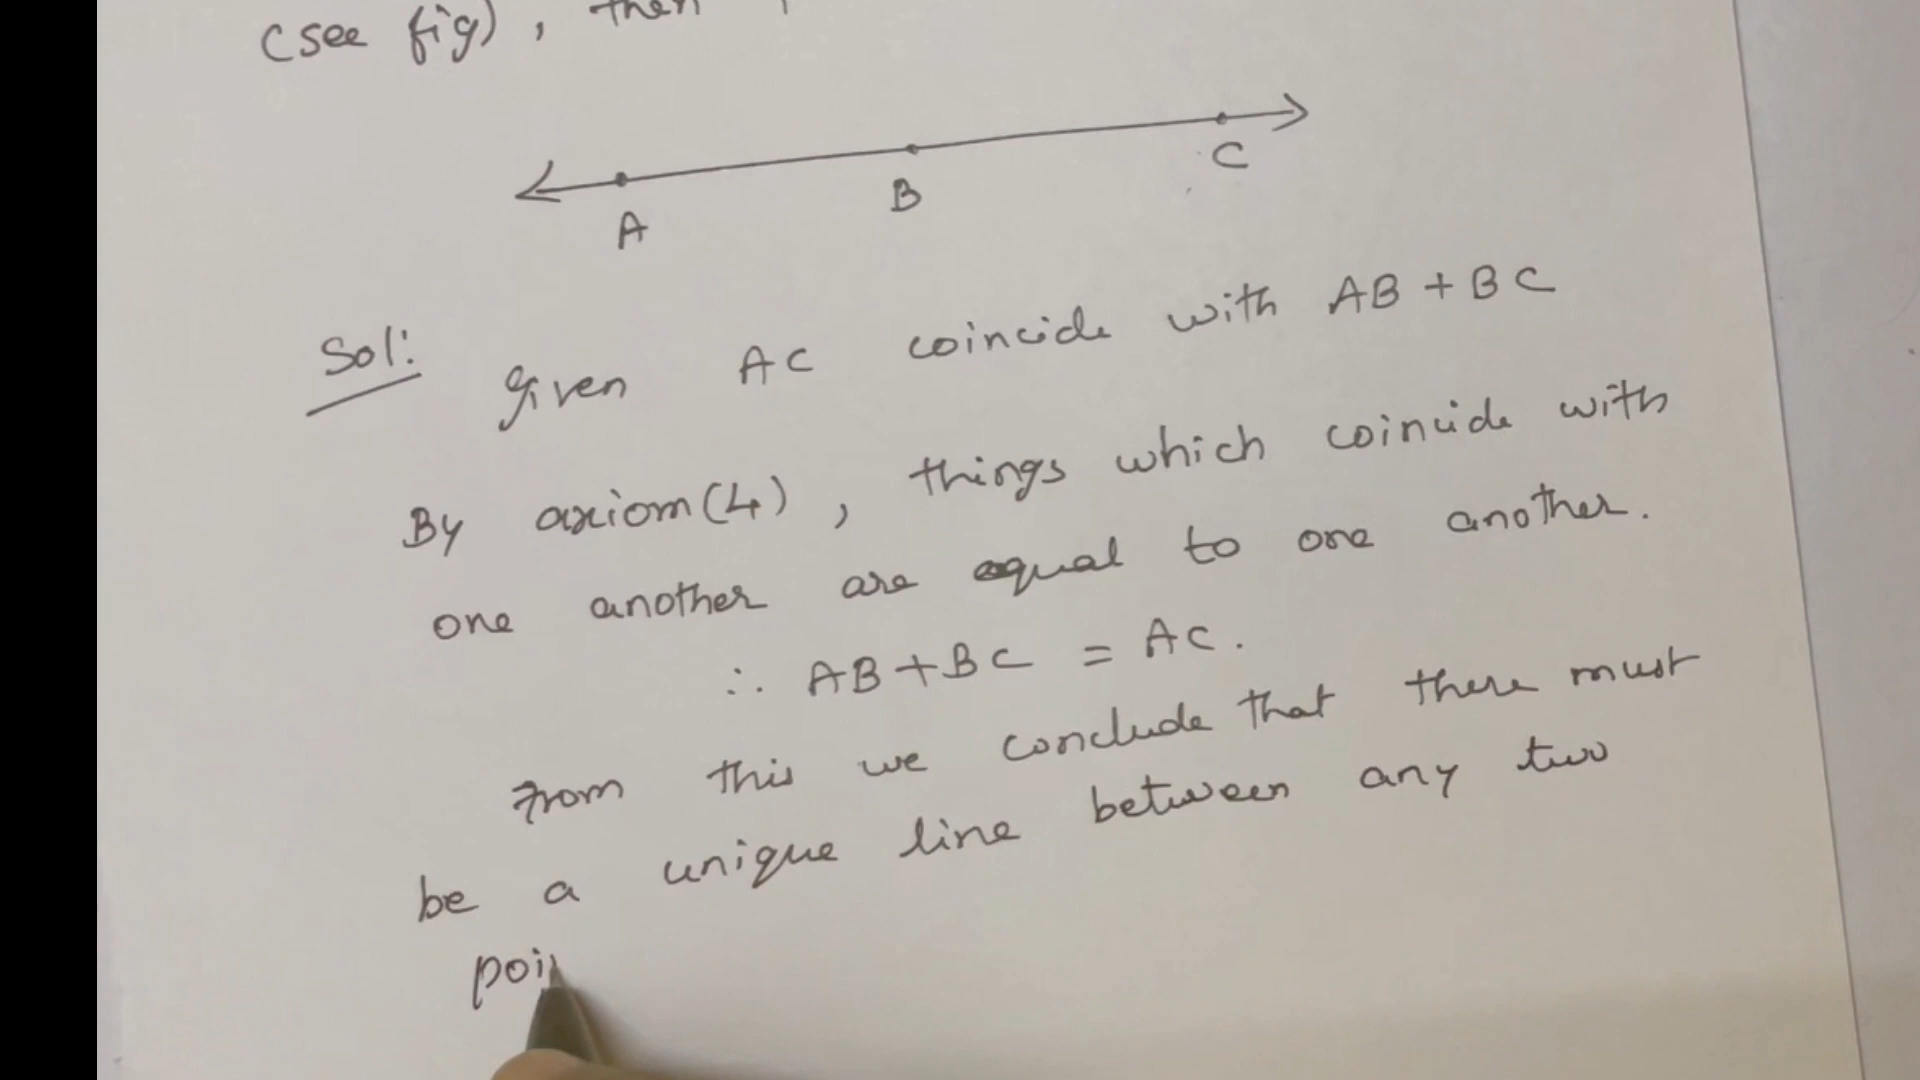 (see fig), then
A B C
Sol:
Given AC coincide with AB + BC
By axiom (4), things which coincide with
one another are equal to one another.
∴ AB + BC = AC.
From this we conclude that there must
be a unique line between any two
poi